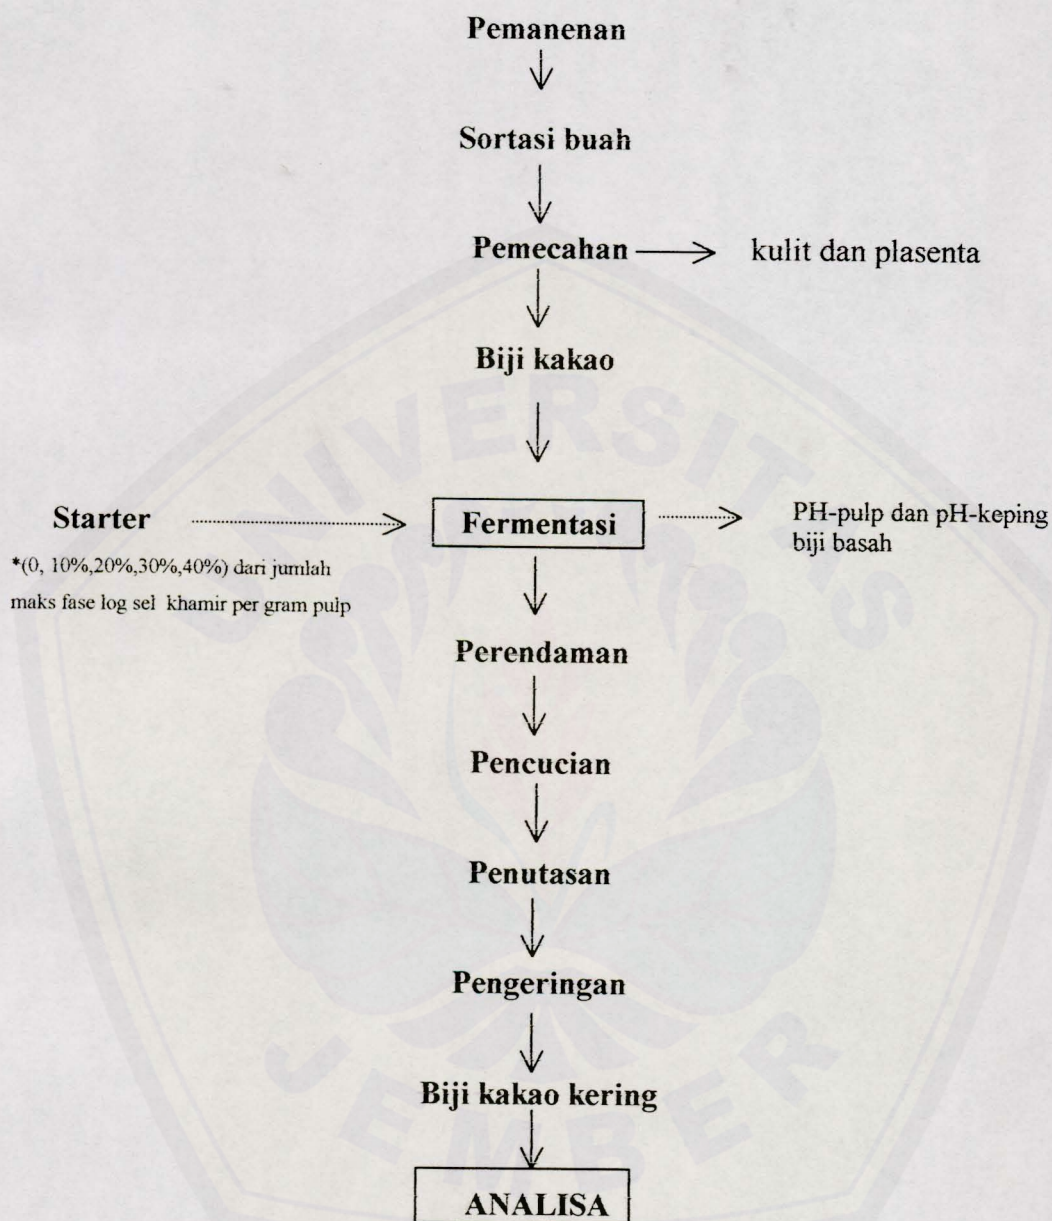 Pemanenan
Sortasi buah
Pemecahan
kulit dan plasenta
Biji kakao
Starter
Fermentasi
PH-pulp dan pH-keping
biji basah
*(0, 10%,20%,30%,40%) dari jumlah
maks fase log sel khamir per gram pulp
Perendaman
Pencucian
Penutasan
Pengeringan
Biji kakao kering
ANALISA
UNIVERSITAS
JEMBER